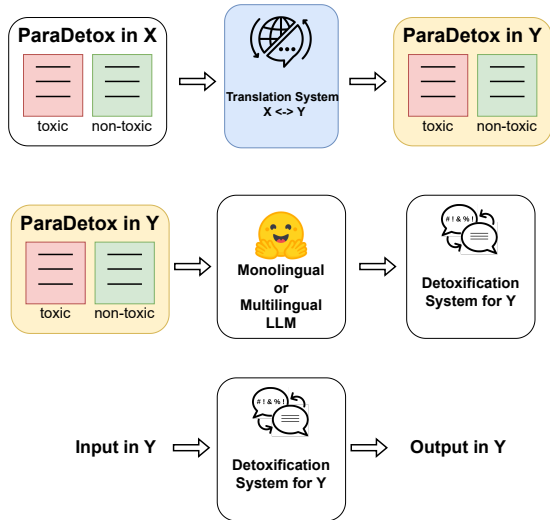 ParaDetox in X
toxic
non-toxic
Translation System
X <-> Y
ParaDetox in Y
toxic
non-toxic
ParaDetox in Y
toxic
non-toxic
Monolingual
or
Multilingual
LLM
# ! & % !
Detoxification
System for Y
Input in Y
# ! & % !
Detoxification
System for Y
Output in Y